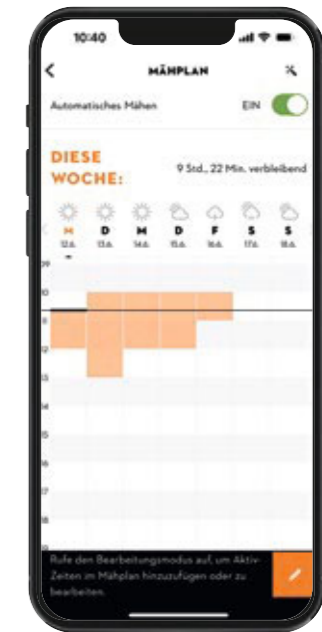 10:40
MÄHPLAN
Automatisches Mähen EIN
DIESE
WOCHE:
9 Std., 22 Min. verbleibend
M D M D F S S
12.6. 13.6. 14.6. 15.6. 16.6. 17.6. 18.6.
09
10
11
12
13
14
15
16
17
18
Rufe den Bearbeitungsmodus auf, um Aktiv-
Zeiten im Mähplan hinzuzufügen oder zu
bearbeiten.